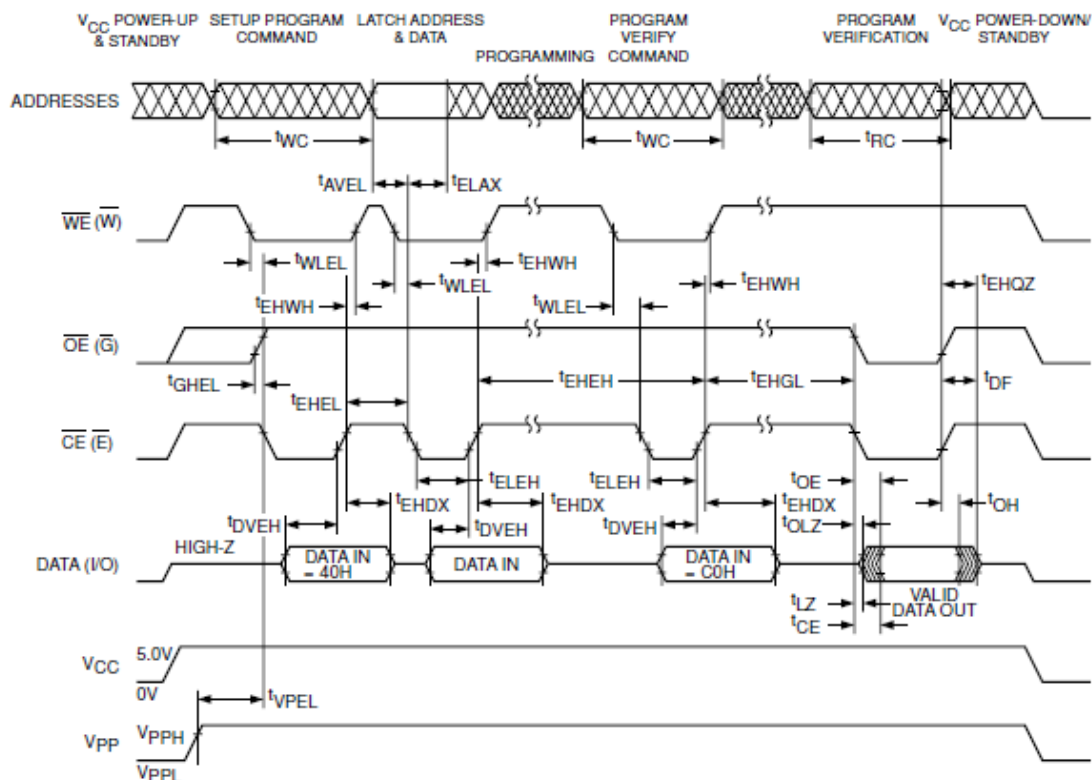 VCC POWER-UP & STANDBY
SETUP PROGRAM COMMAND
LATCH ADDRESS & DATA
PROGRAMMING
PROGRAM VERIFY COMMAND
PROGRAM VERIFICATION
VCC POWER-DOWN/ STANDBY
ADDRESSES
tWC
tWC
tRC
tAVEL
tELAX
WE (W)
tWLEL
tEHWH
tEHWH
tWLEL
tWLEL
tEHWH
tEHQZ
OE (G)
tGHEL
tEHEH
tEHGL
tDF
tEHEL
CE (E)
tELEH
tELEH
tOE
tEHDX
tEHDX
tEHDX
tOH
tDVEH
tDVEH
tDVEH
tOLZ
DATA (I/O)
HIGH-Z
DATA IN
= 40H
DATA IN
DATA IN
= C0H
tLZ
VALID
DATA OUT
tCE
VCC
5.0V
0V
tVPEL
VPP
VPPH
VPPL